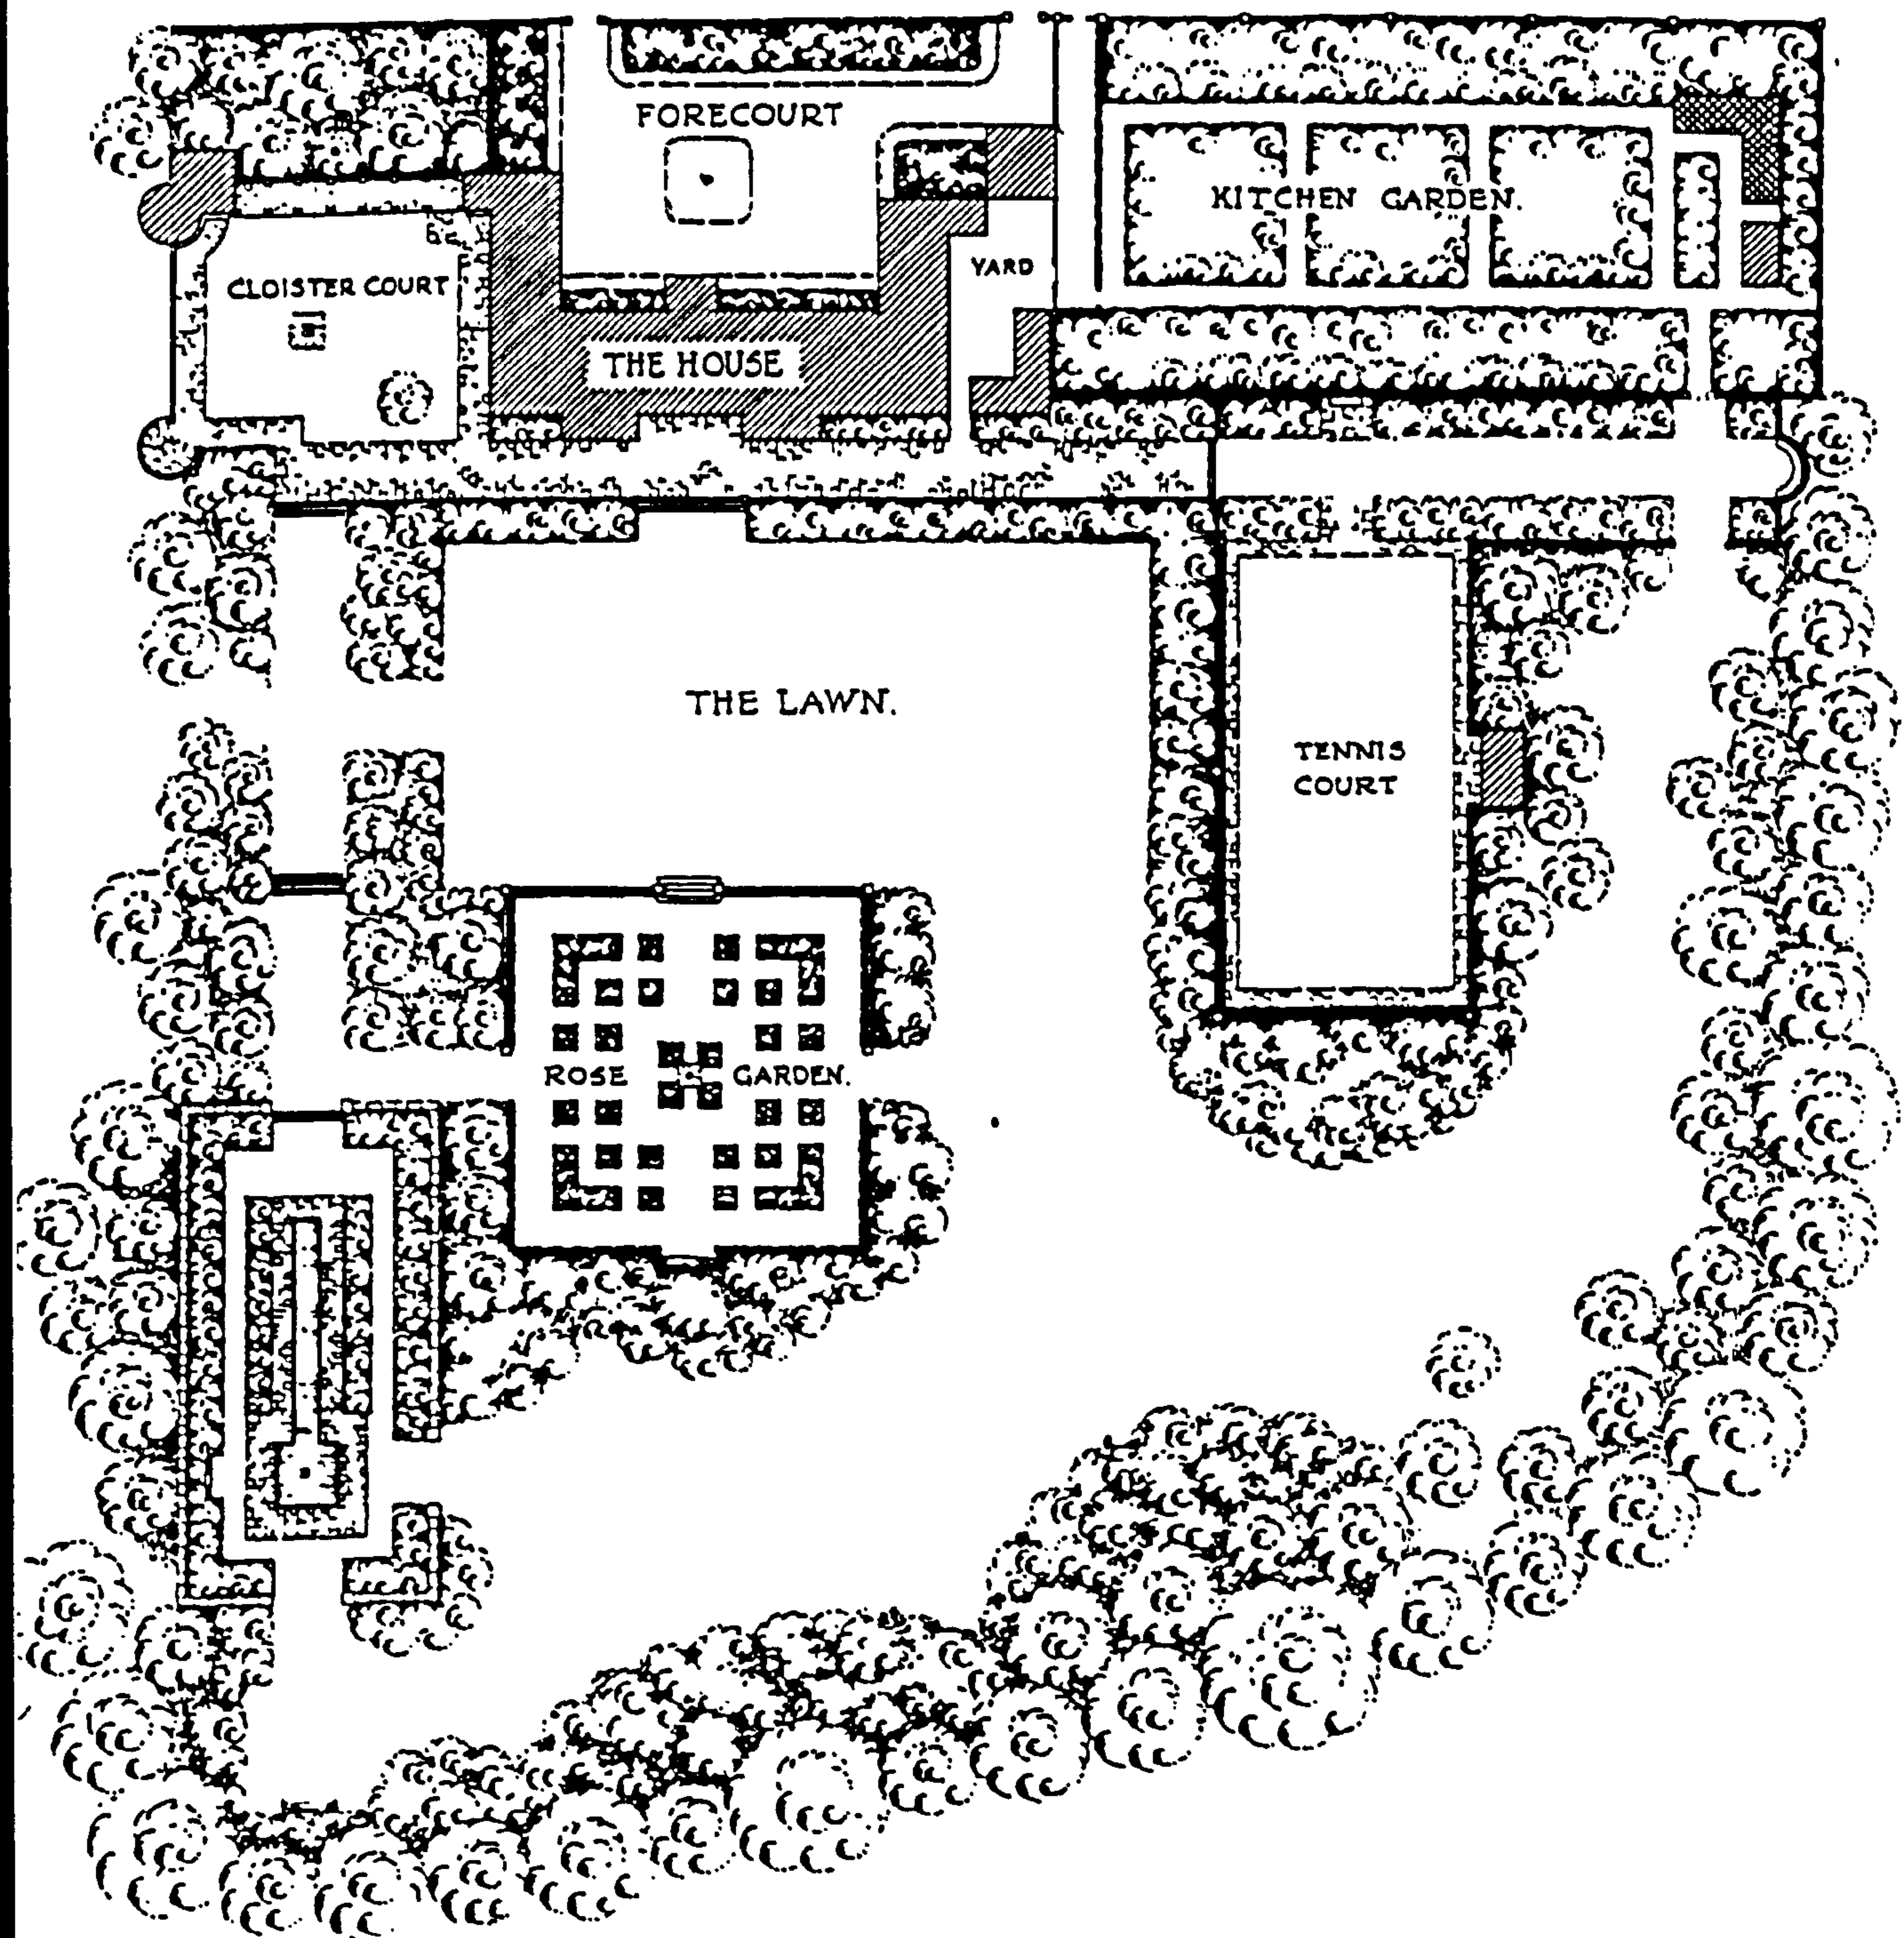 FORECOURT
KITCHEN GARDEN.
CLOISTER COURT
YARD
THE HOUSE
THE LAWN.
TENNIS
COURT
ROSE GARDEN.